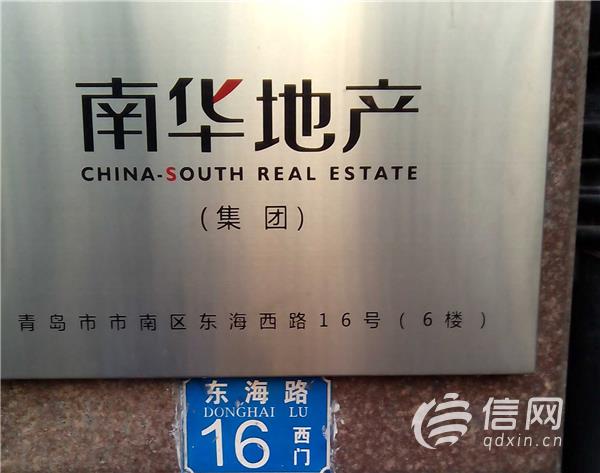 南华地产
CHINA-SOUTH REAL ESTATE
(集 团)
青岛市市南区东海西路16号(6楼)
东海路
DONGHAI LU
16 西门
信网
qdxin.cn